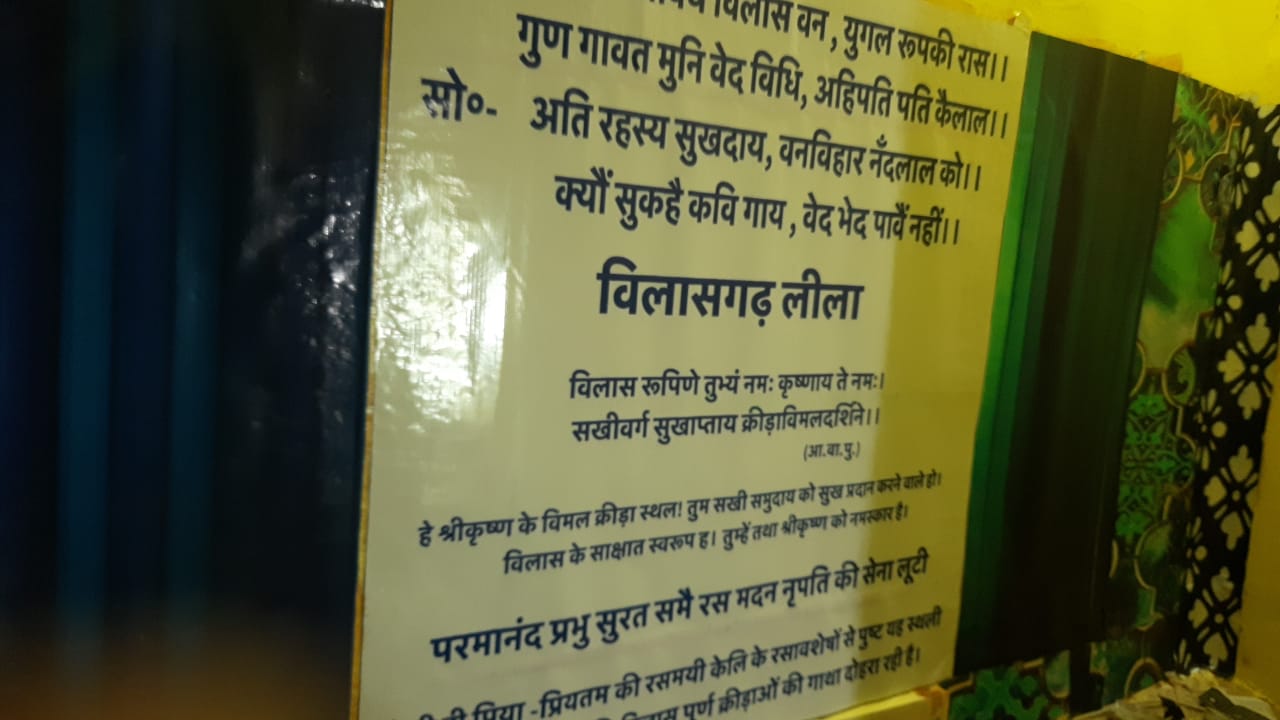 विलास वन, युगल रूपकी रास।।
गुण गावत मुनि वेद विधि, अहिपति पति कैलाल।।
सो०- अति रहस्य सुखदाय, वनविहार नँदलाल को।।
क्यौं सुकहै कवि गाय, वेद भेद पावैं नहीं।।
विलासगढ़ लीला
विलास रूपिणे तुभ्यं नमः कृष्णाय ते नमः।
सखीवर्ग सुखाप्ताय क्रीड़ाविमलदर्शिने।।
(आ.वा.पु.)
हे श्रीकृष्ण के विमल क्रीड़ा स्थल! तुम सखी समुदाय को सुख प्रदान करने वाले हो।
विलास के साक्षात स्वरूप ह। तुम्हें तथा श्रीकृष्ण को नमस्कार है।
परमानंद प्रभु सुरत समै रस मदन नृपति की सेना लूटी
प्रिया -प्रियतम की रसमयी केलि के रसावशेषों से पुष्ट यह स्थली
पूर्ण क्रीड़ाओं की गाथा दोहरा रही है।